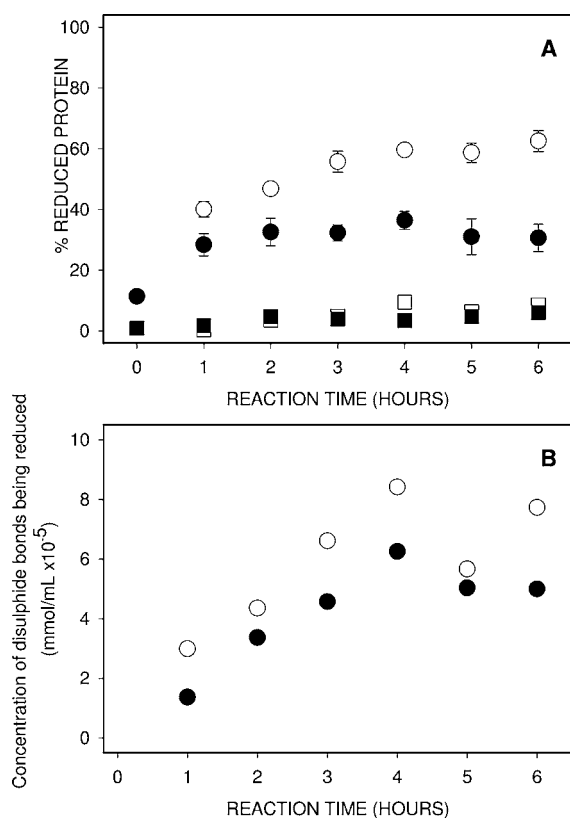 A
% REDUCED PROTEIN
100
80
60
40
20
0
0 1 2 3 4 5 6
REACTION TIME (HOURS)
B
Concentration of disulphide bonds being reduced
(mmol/mL x10-5)
10
8
6
4
2
0
0 1 2 3 4 5 6
REACTION TIME (HOURS)